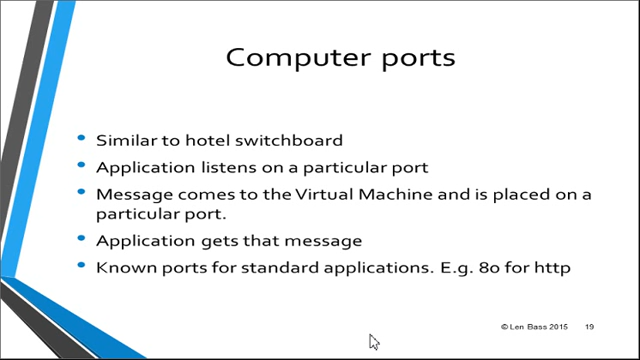 Computer ports
• Similar to hotel switchboard
• Application listens on a particular port
• Message comes to the Virtual Machine and is placed on a
particular port.
• Application gets that message
• Known ports for standard applications. E.g. 80 for http
© Len Bass 2015 19